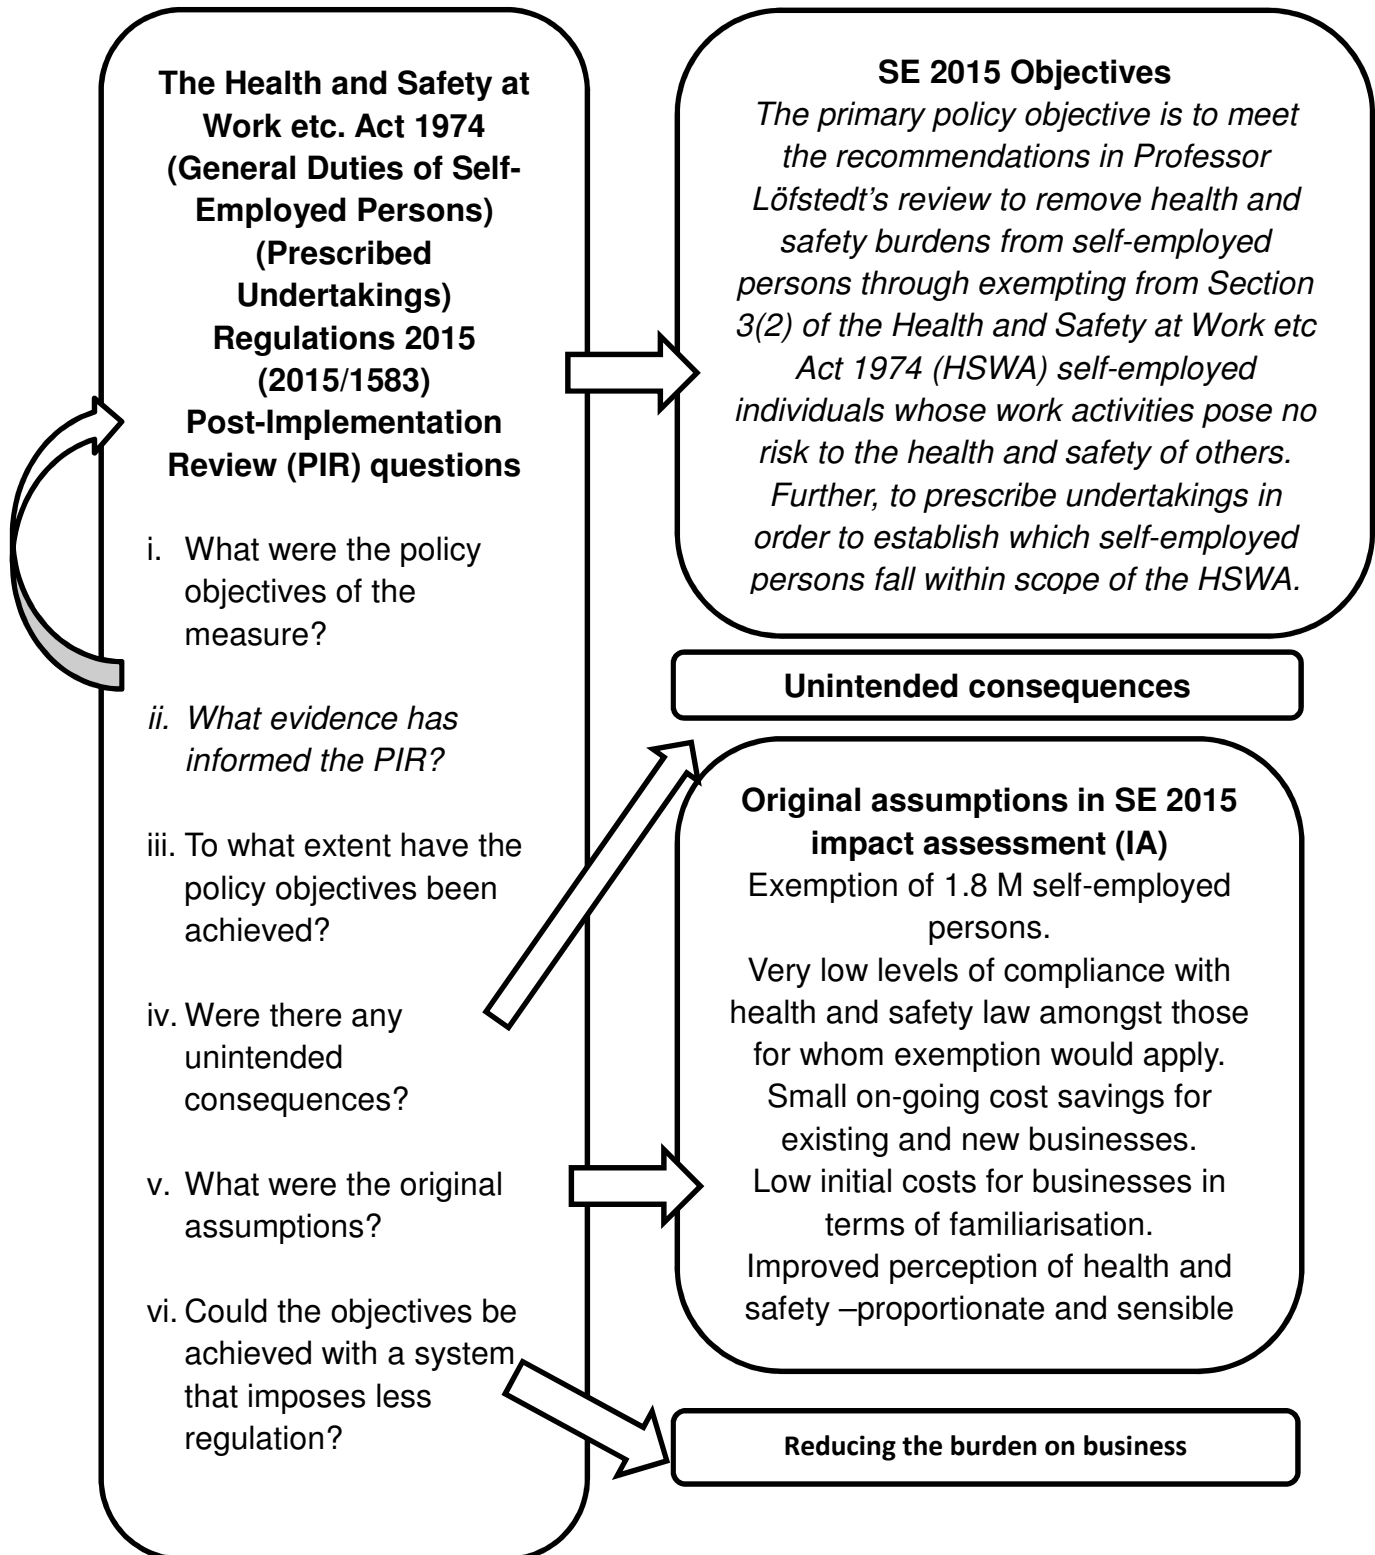 The Health and Safety at
Work etc. Act 1974
(General Duties of Self-
Employed Persons)
(Prescribed
Undertakings)
Regulations 2015
(2015/1583)
Post-Implementation
Review (PIR) questions
i. What were the policy
objectives of the
measure?
ii. What evidence has
informed the PIR?
iii. To what extent have the
policy objectives been
achieved?
iv. Were there any
unintended
consequences?
v. What were the original
assumptions?
vi. Could the objectives be
achieved with a system
that imposes less
regulation?
SE 2015 Objectives
The primary policy objective is to meet
the recommendations in Professor
Löfstedt’s review to remove health and
safety burdens from self-employed
persons through exempting from Section
3(2) of the Health and Safety at Work etc
Act 1974 (HSWA) self-employed
individuals whose work activities pose no
risk to the health and safety of others.
Further, to prescribe undertakings in
order to establish which self-employed
persons fall within scope of the HSWA.
Unintended consequences
Original assumptions in SE 2015
impact assessment (IA)
Exemption of 1.8 M self-employed
persons.
Very low levels of compliance with
health and safety law amongst those
for whom exemption would apply.
Small on-going cost savings for
existing and new businesses.
Low initial costs for businesses in
terms of familiarisation.
Improved perception of health and
safety –proportionate and sensible
Reducing the burden on business